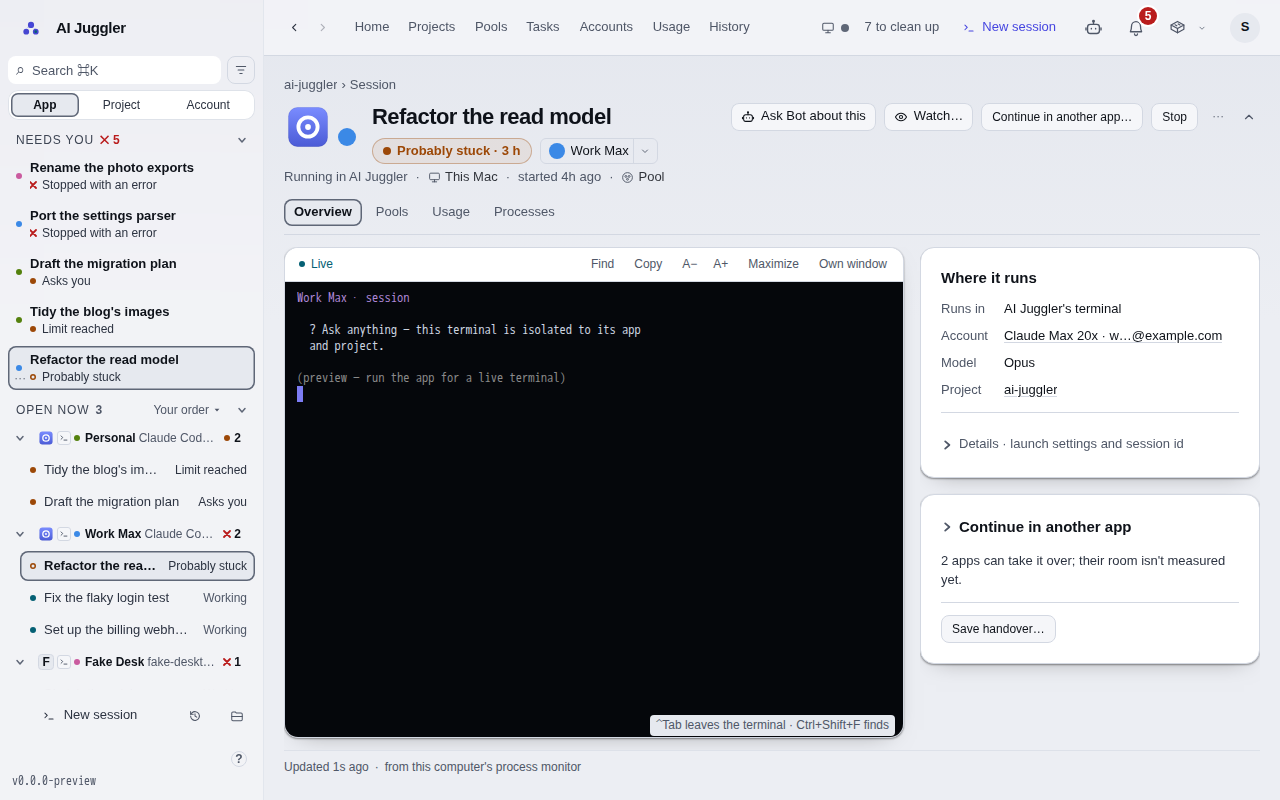 AI Juggler
Search ⌘K
App Project Account
NEEDS YOU 5
Rename the photo exports
Stopped with an error
Port the settings parser
Stopped with an error
Draft the migration plan
Asks you
Tidy the blog's images
Limit reached
Refactor the read model
Probably stuck
OPEN NOW 3 Your order
Personal Claude Cod… 2
Tidy the blog's im… Limit reached
Draft the migration plan Asks you
Work Max Claude Co… 2
Refactor the rea… Probably stuck
Fix the flaky login test Working
Set up the billing webh… Working
F Fake Desk fake-deskt… 1
New session
?
v0.0.0-preview
Home Projects Pools Tasks Accounts Usage History 7 to clean up New session 5 S
ai-juggler › Session
Refactor the read model
Ask Bot about this Watch… Continue in another app… Stop ···
Probably stuck · 3 h Work Max
Running in AI Juggler · This Mac · started 4h ago · Pool
Overview Pools Usage Processes
Live Find Copy A− A+ Maximize Own window
Work Max · session
? Ask anything — this terminal is isolated to its app
and project.
(preview — run the app for a live terminal)
^Tab leaves the terminal · Ctrl+Shift+F finds
Where it runs
Runs in AI Juggler's terminal
Account Claude Max 20x · w…@example.com
Model Opus
Project ai-juggler
Details · launch settings and session id
Continue in another app
2 apps can take it over; their room isn't measured
yet.
Save handover…
Updated 1s ago · from this computer's process monitor